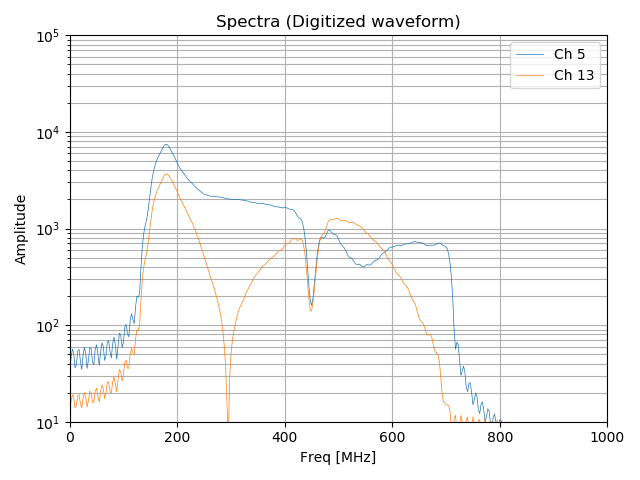 Spectra (Digitized waveform)
Ch 5
Ch 13
10^5
10^4
10^3
10^2
10^1
Amplitude
0 200 400 600 800 1000
Freq [MHz]